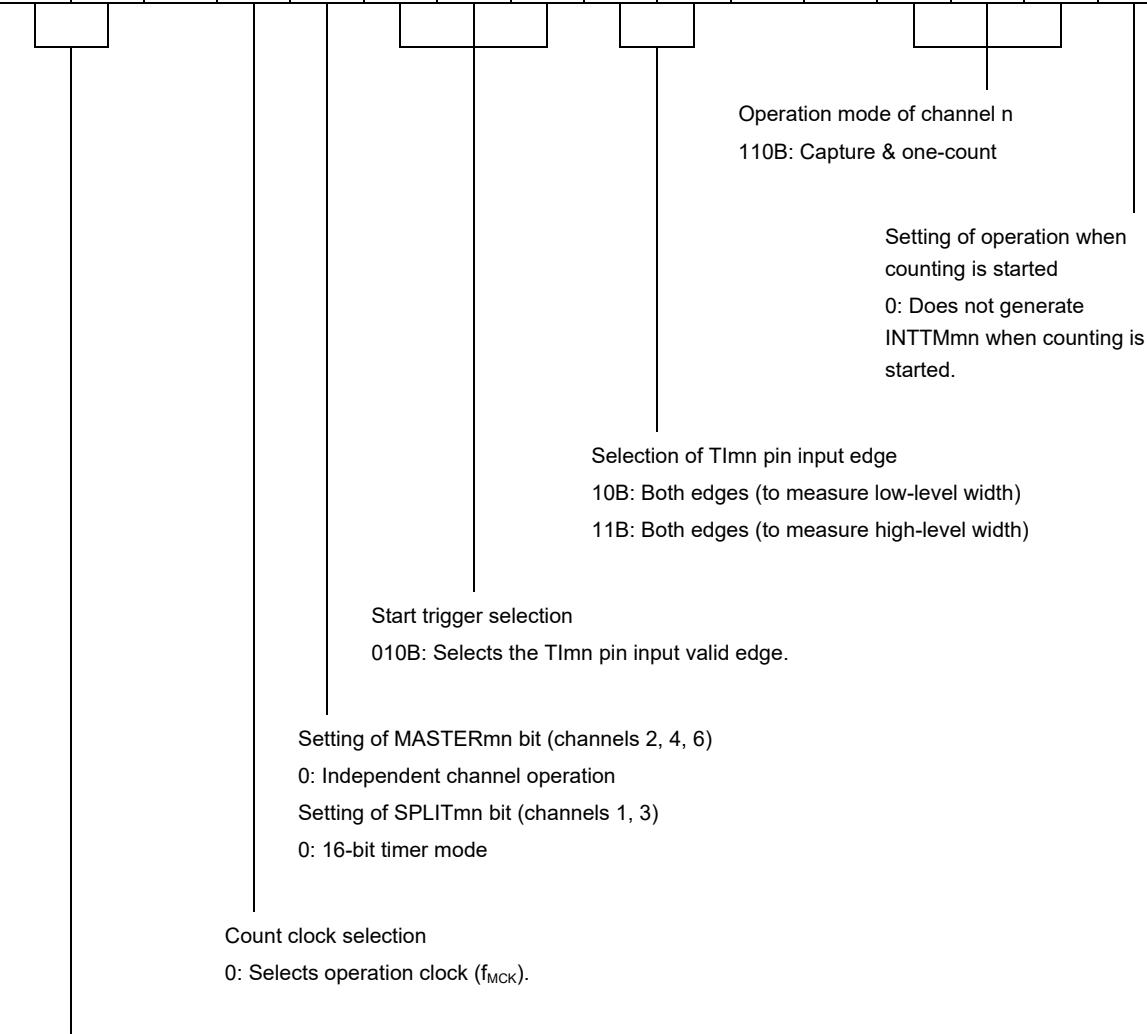 Operation mode of channel n
110B: Capture & one-count
Setting of operation when
counting is started
0: Does not generate
INTTMmn when counting is
started.
Selection of TImn pin input edge
10B: Both edges (to measure low-level width)
11B: Both edges (to measure high-level width)
Start trigger selection
010B: Selects the TImn pin input valid edge.
Setting of MASTERmn bit (channels 2, 4, 6)
0: Independent channel operation
Setting of SPLITmn bit (channels 1, 3)
0: 16-bit timer mode
Count clock selection
0: Selects operation clock (fMCK).